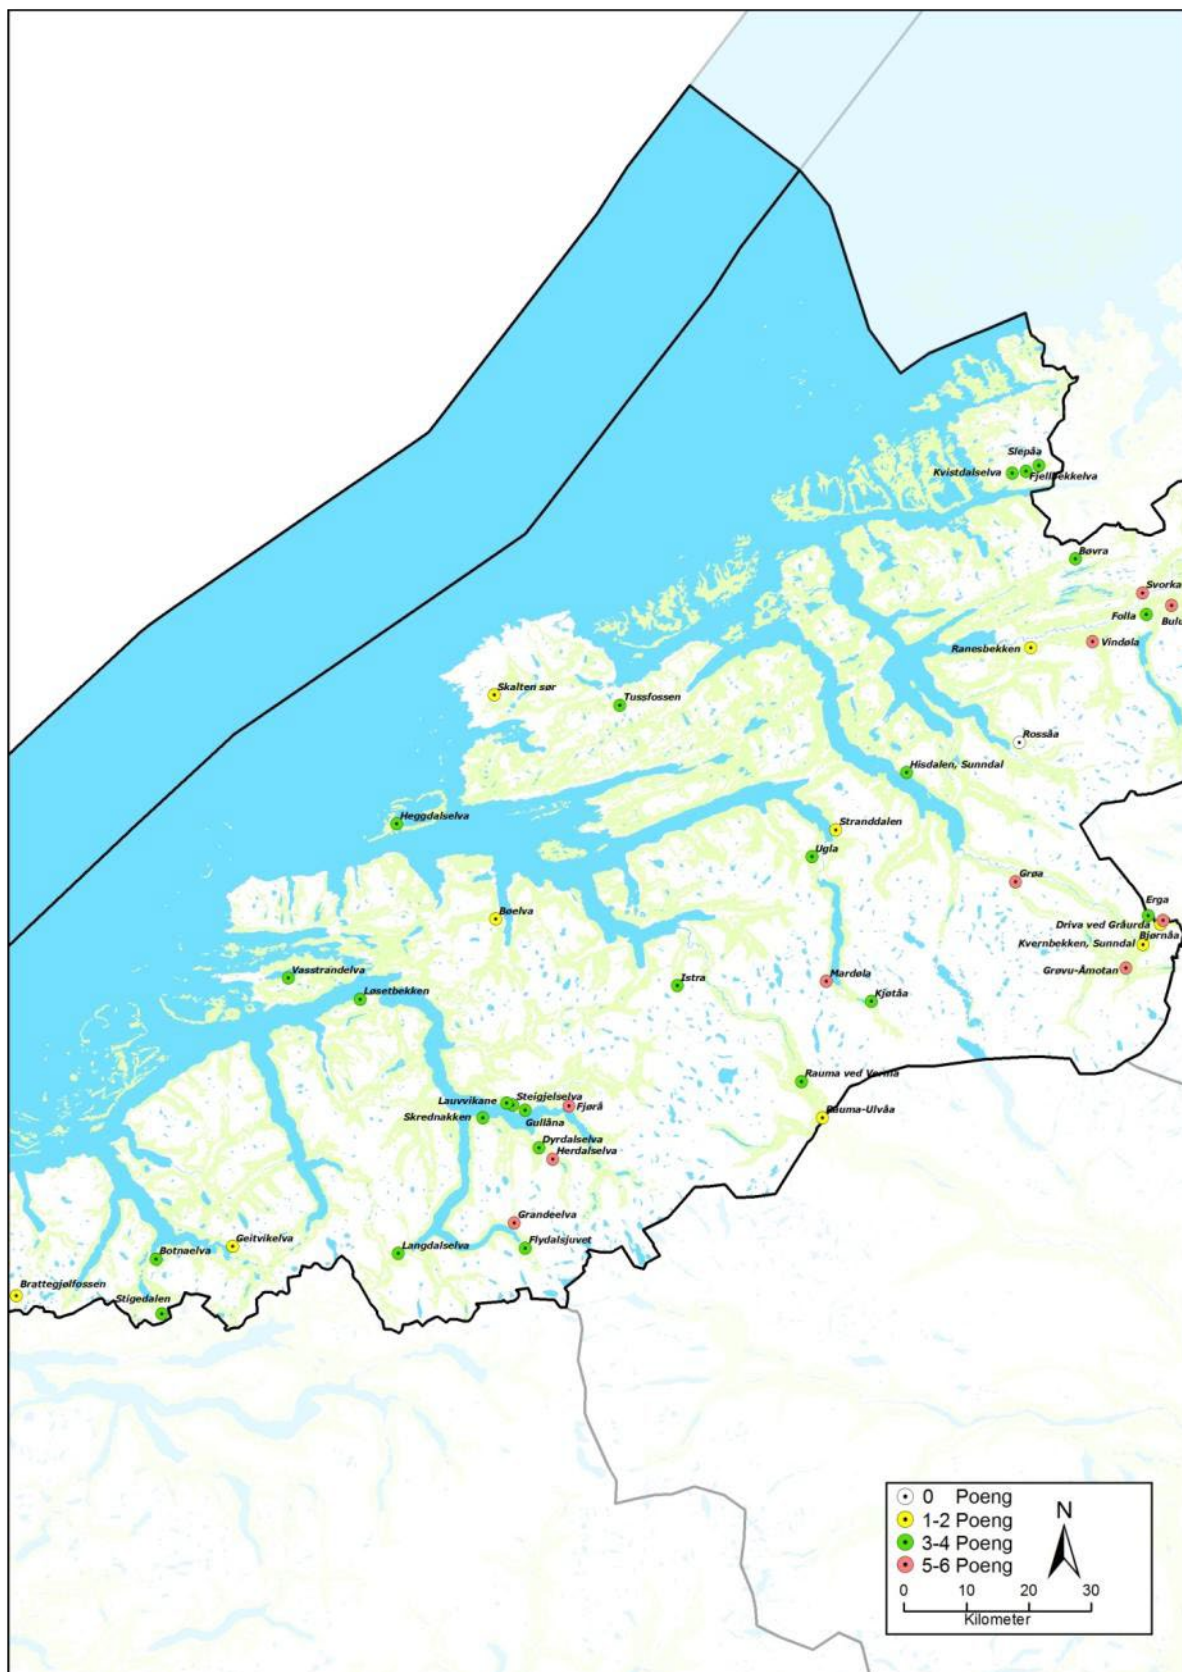 Slepåa
Kvistdalselva
Fjellbekkelva
Bøvra
Svorka
Folla
Bulu
Vindøla
Ranesbekken
Skalten sør
Tussfossen
Rossåa
Hisdalen, Sunndal
Heggdalselva
Stranddalen
Ugla
Grøa
Erga
Bøelva
Driva ved Gråurda
Bjørnåa
Kvernbekken, Sunndal
Grøvu-Åmotan
Vasstrandelva
Istra
Mardøla
Løsetbekken
Kjøtåa
Rauma ved Verma
Lauvvikane
Steigjelselva
Fjørå
Skrednakken
Gullåna
Rauma-Ulvåa
Dyrdalselva
Herdalselva
Grandeelva
Geitvikelva
Botnaelva
Langdalselva
Flydalsjuvet
Brattegjølfossen
Stigedalen
0 Poeng
1-2 Poeng
3-4 Poeng
5-6 Poeng
N
0 10 20 30
Kilometer